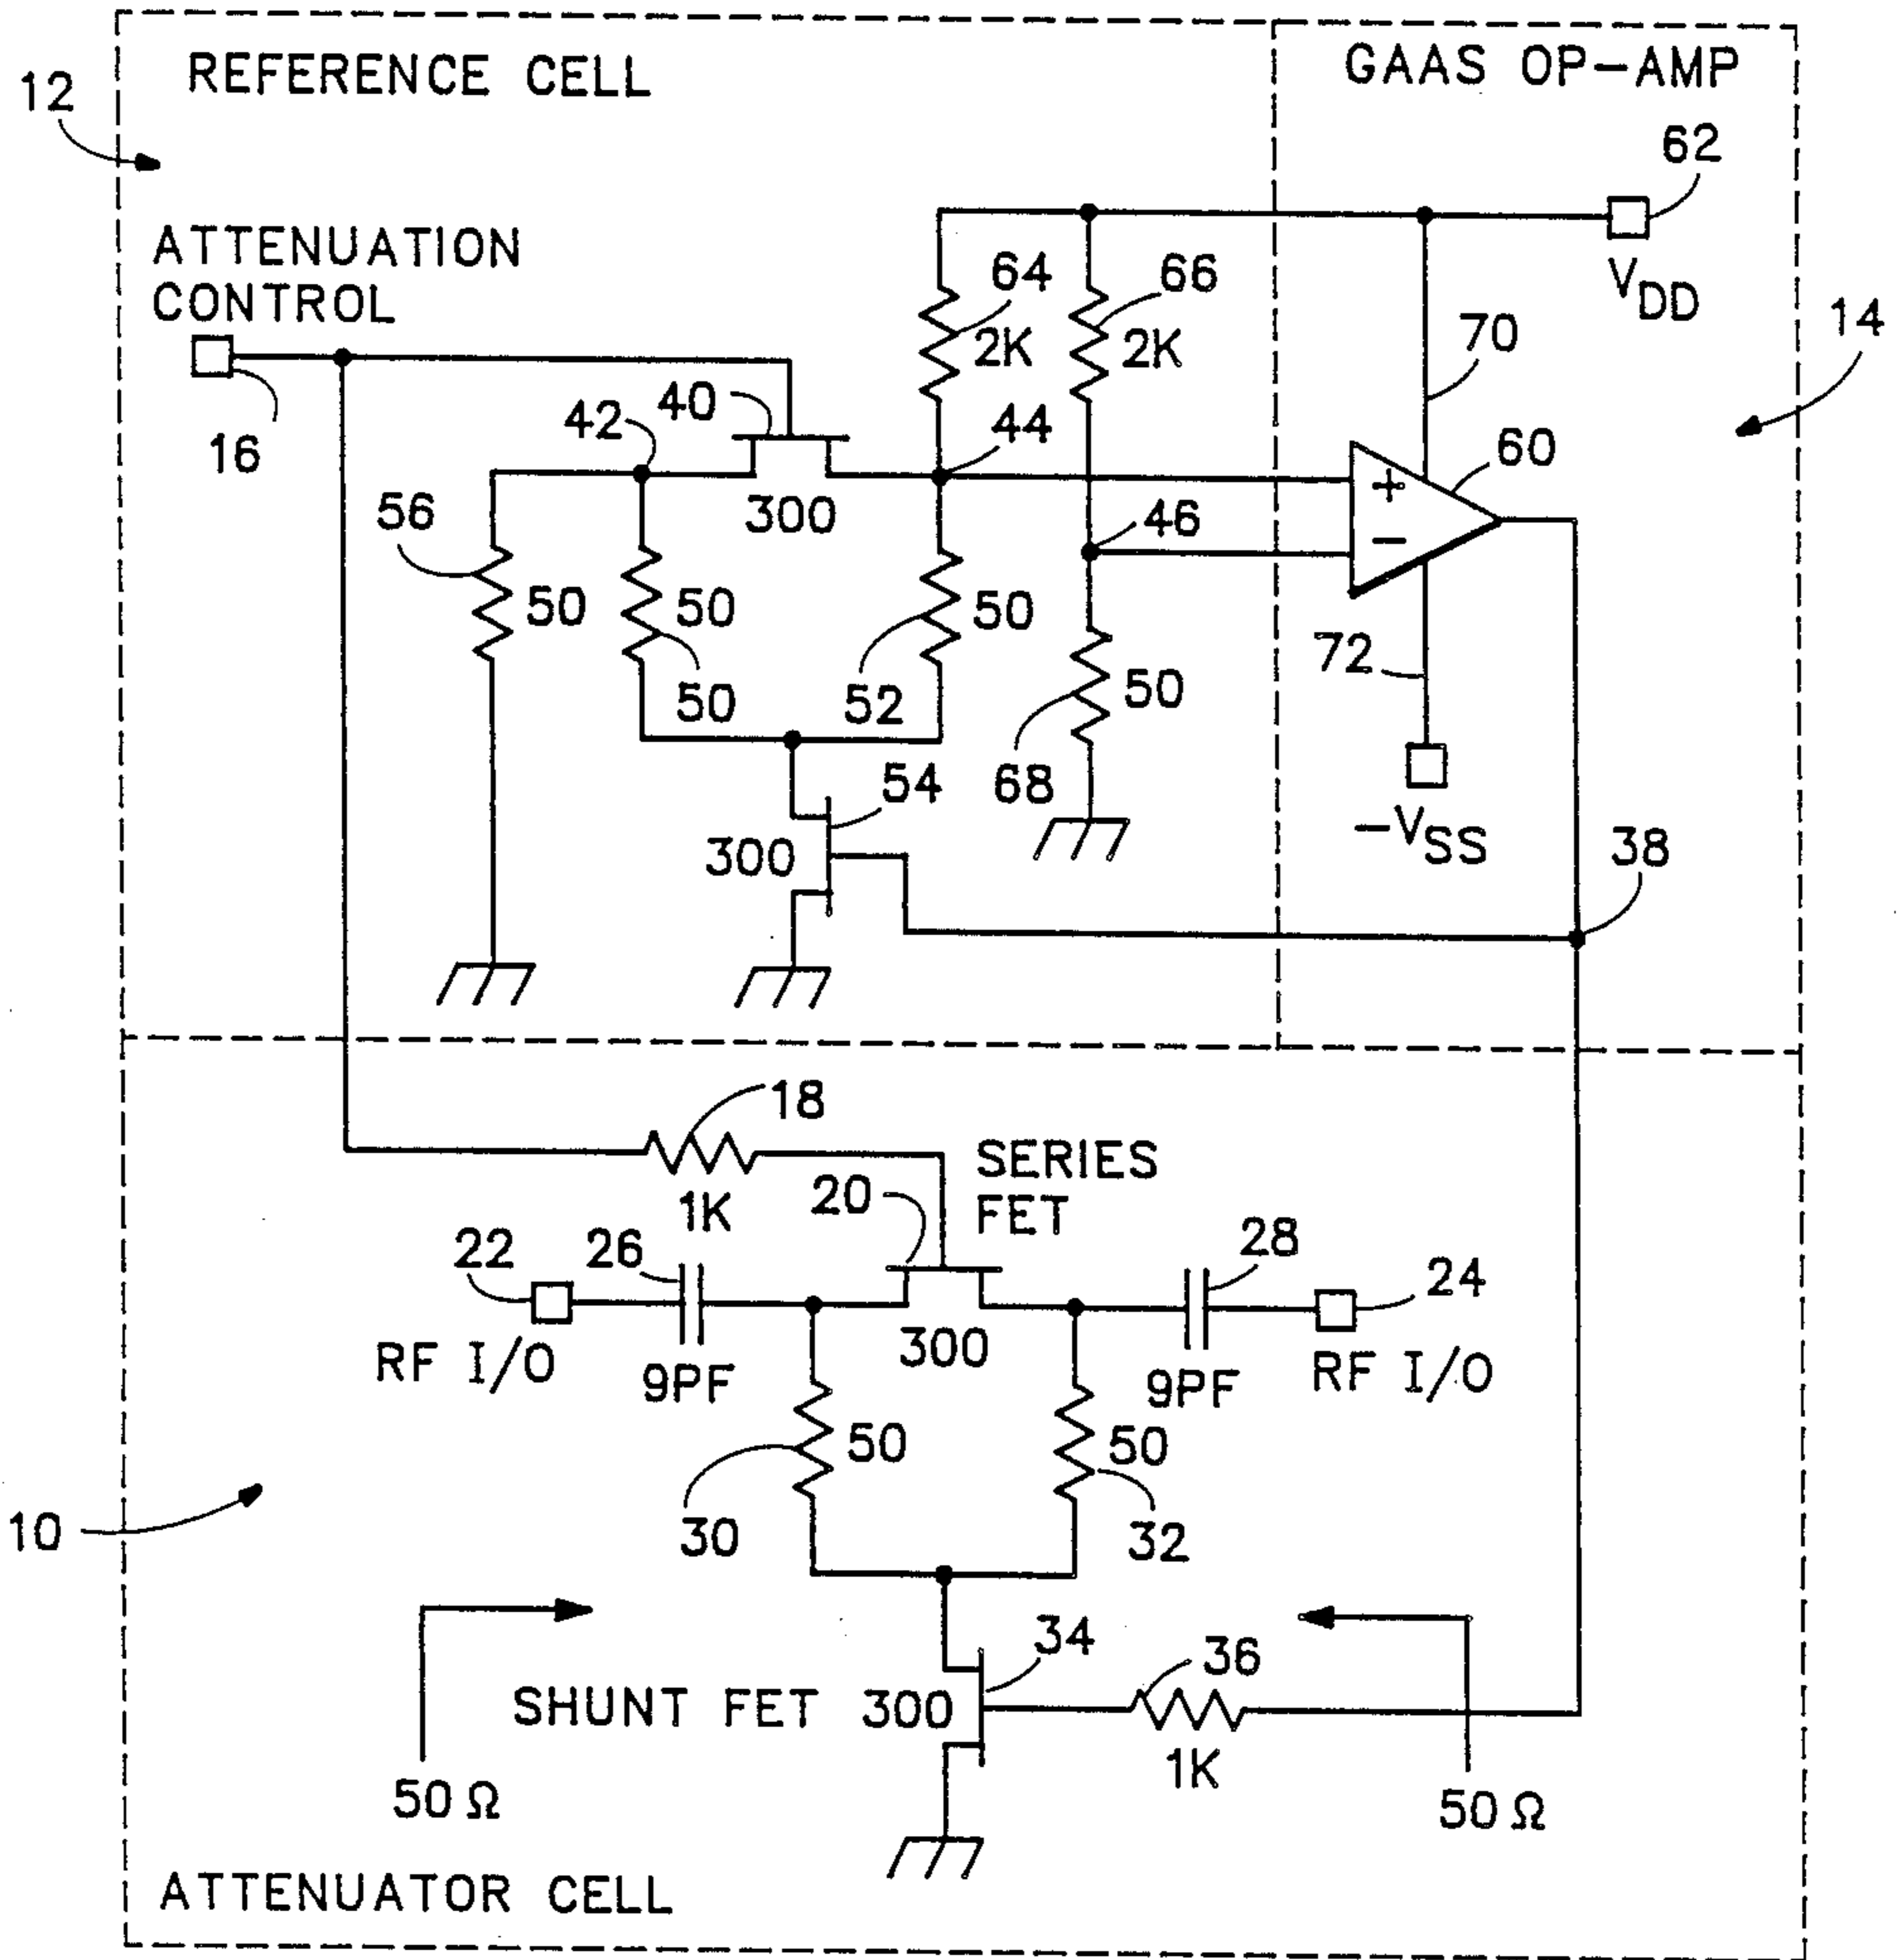 REFERENCE CELL
GAAS OP-AMP
12
62
ATTENUATION
CONTROL
64
66
VDD
14
2K
2K
70
16
42
40
44
60
56
300
46
+
-
50
50
50
50
52
50
72
68
54
-VSS
300
38
18
SERIES
FET
1K
20
22
26
28
24
RF I/O
9PF
300
9PF
RF I/O
50
50
10
30
32
34
36
SHUNT FET
300
1K
50 Ω
50 Ω
ATTENUATOR CELL